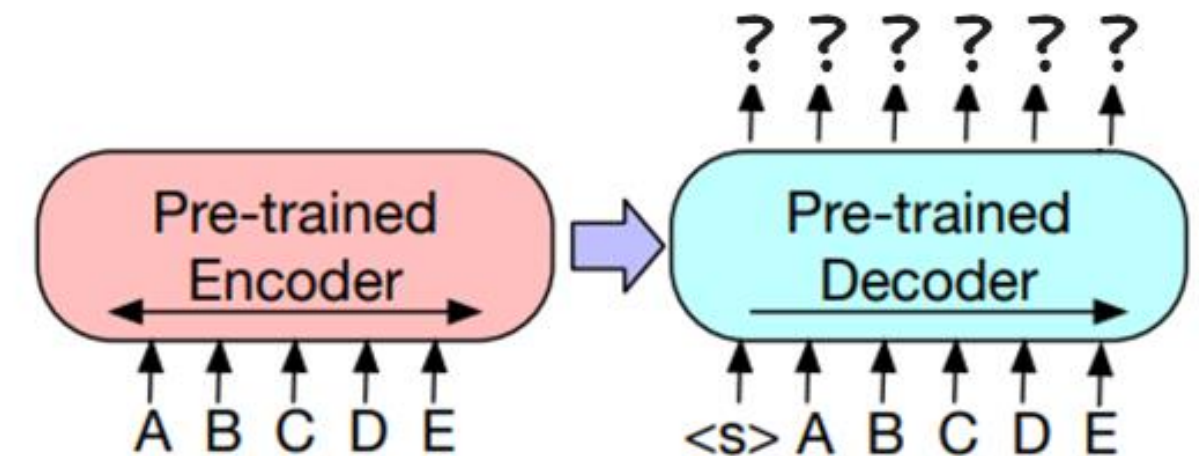 ? ? ? ? ? ?
Pre-trained
Encoder
Pre-trained
Decoder
A B C D E
<s> A B C D E